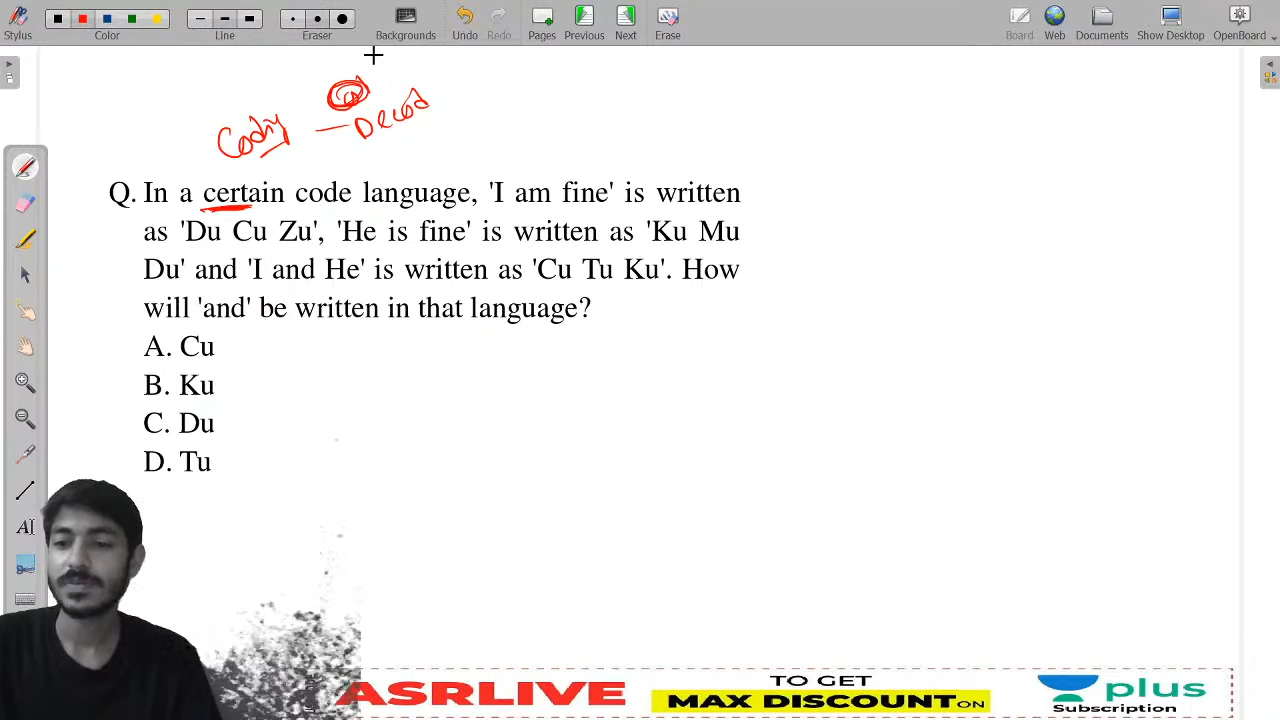 Stylus
Color
Line
Eraser
Backgrounds
Undo
Redo
Pages
Previous
Next
Erase
Board
Web
Documents
Show Desktop
OpenBoard
Decod
Q. In a certain code language, 'I am fine' is written
as 'Du Cu Zu', 'He is fine' is written as 'Ku Mu
Du' and 'I and He' is written as 'Cu Tu Ku'. How
will 'and' be written in that language?
A. Cu
B. Ku
C. Du
D. Tu
AI
TO GET
ASRLIVE
MAX DISCOUNT ON
plus
Subscription